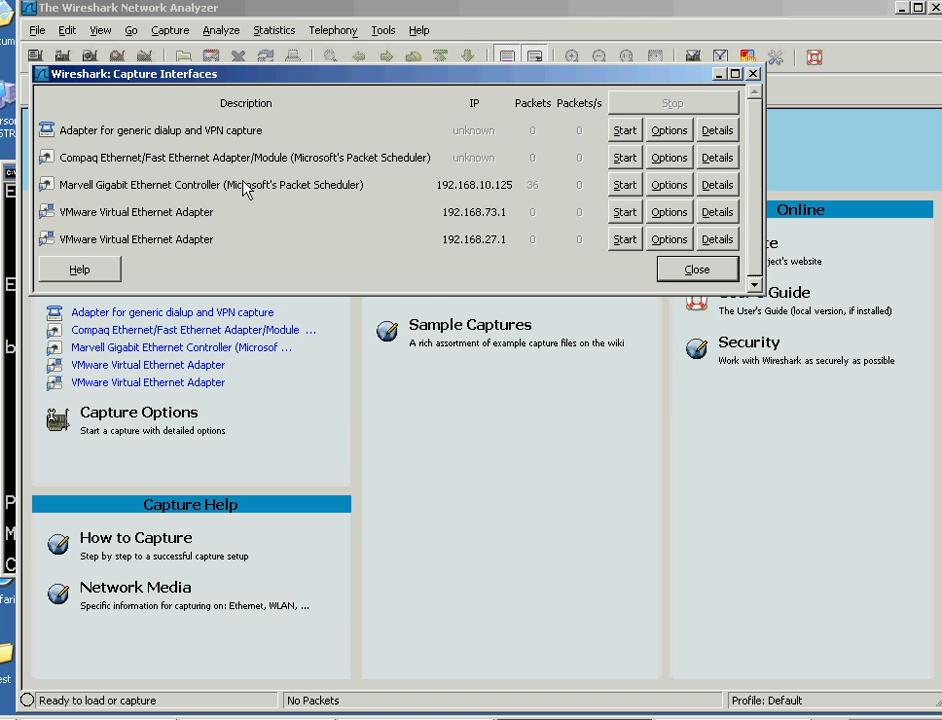 The Wireshark Network Analyzer
File Edit View Go Capture Analyze Statistics Telephony Tools Help
Wireshark: Capture Interfaces
Description IP Packets Packets/s Stop
Adapter for generic dialup and VPN capture unknown 0 0 Start Options Details
Compaq Ethernet/Fast Ethernet Adapter/Module (Microsoft's Packet Scheduler) unknown 0 0 Start Options Details
Marvell Gigabit Ethernet Controller (Microsoft's Packet Scheduler) 192.168.10.125 36 0 Start Options Details
VMware Virtual Ethernet Adapter 192.168.73.1 0 0 Start Options Details
VMware Virtual Ethernet Adapter 192.168.27.1 0 0 Start Options Details
Help Close
Online
ject's website
Guide
The User's Guide (local version, if installed)
Security
Work with Wireshark as securely as possible
Adapter for generic dialup and VPN capture
Compaq Ethernet/Fast Ethernet Adapter/Module ...
Marvell Gigabit Ethernet Controller (Microsof ...
VMware Virtual Ethernet Adapter
VMware Virtual Ethernet Adapter
Sample Captures
A rich assortment of example capture files on the wiki
Capture Options
Start a capture with detailed options
Capture Help
How to Capture
Step by step to a successful capture setup
Network Media
Specific information for capturing on: Ethernet, WLAN, ...
Ready to load or capture No Packets Profile: Default